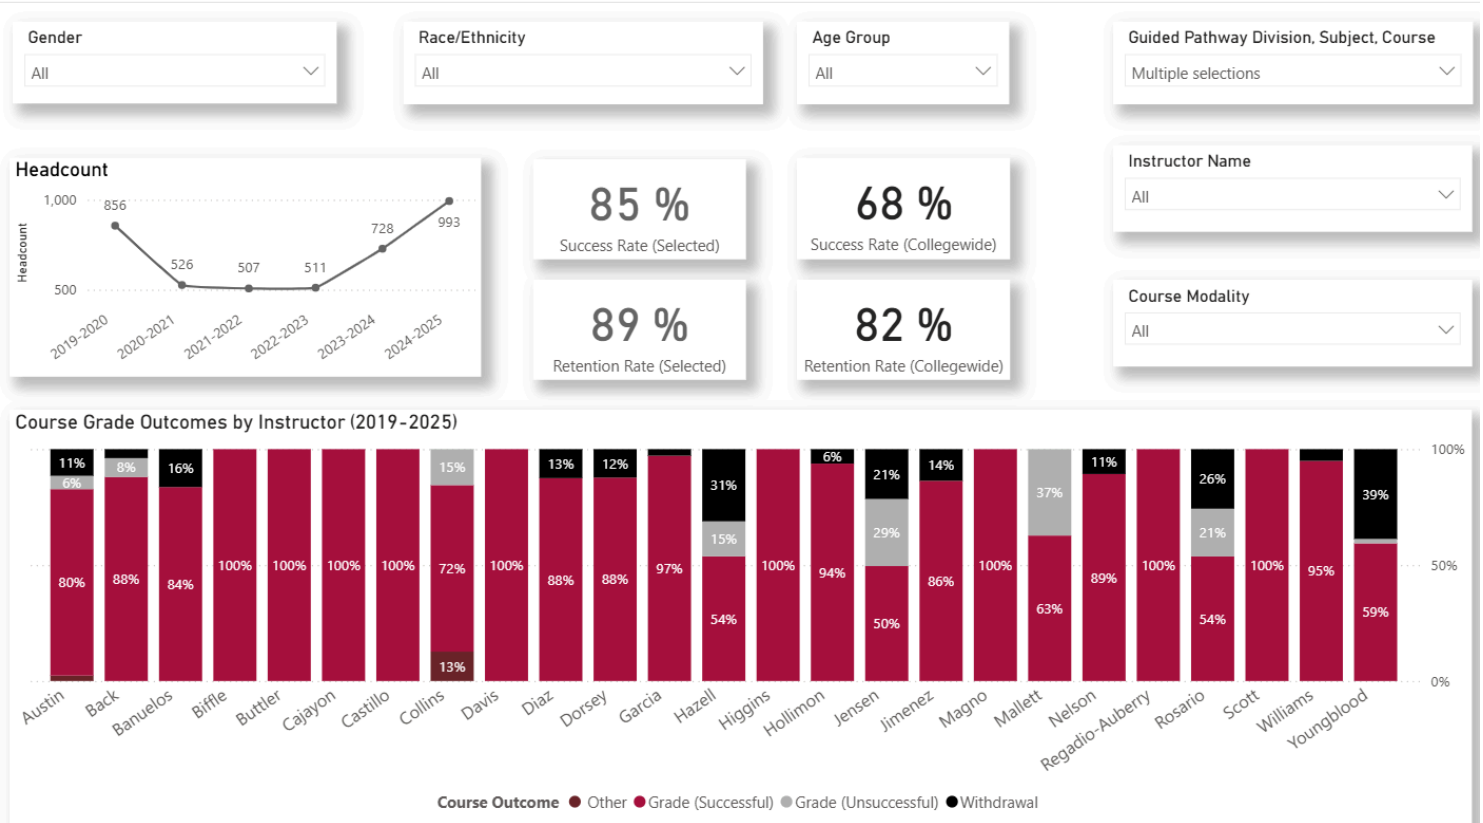 Gender
All
Race/Ethnicity
All
Age Group
All
Guided Pathway Division, Subject, Course
Multiple selections
Instructor Name
All
Course Modality
All
Headcount
Headcount
1,000
500
856
526
507
511
728
993
2019-2020
2020-2021
2021-2022
2022-2023
2023-2024
2024-2025
85 %
Success Rate (Selected)
68 %
Success Rate (Collegewide)
89 %
Retention Rate (Selected)
82 %
Retention Rate (Collegewide)
Course Grade Outcomes by Instructor (2019-2025)
11% 8% 16% 15% 13% 12% 31% 6% 21% 14% 37% 11% 26% 39% 100%
6% 15% 29% 21%
80% 88% 84% 100% 100% 100% 100% 72% 100% 88% 88% 97% 54% 100% 94% 50% 86% 100% 63% 89% 100% 54% 100% 95% 59% 50%
13% 0%
Austin Back Banuelos Biffle Buttler Cajayon Castillo Collins Davis Diaz Dorsey Garcia Hazell Higgins Hollimon Jensen Jimenez Magno Mallett Nelson Regadio-Auberry Rosario Scott Williams Youngblood
Course Outcome Other Grade (Successful) Grade (Unsuccessful) Withdrawal